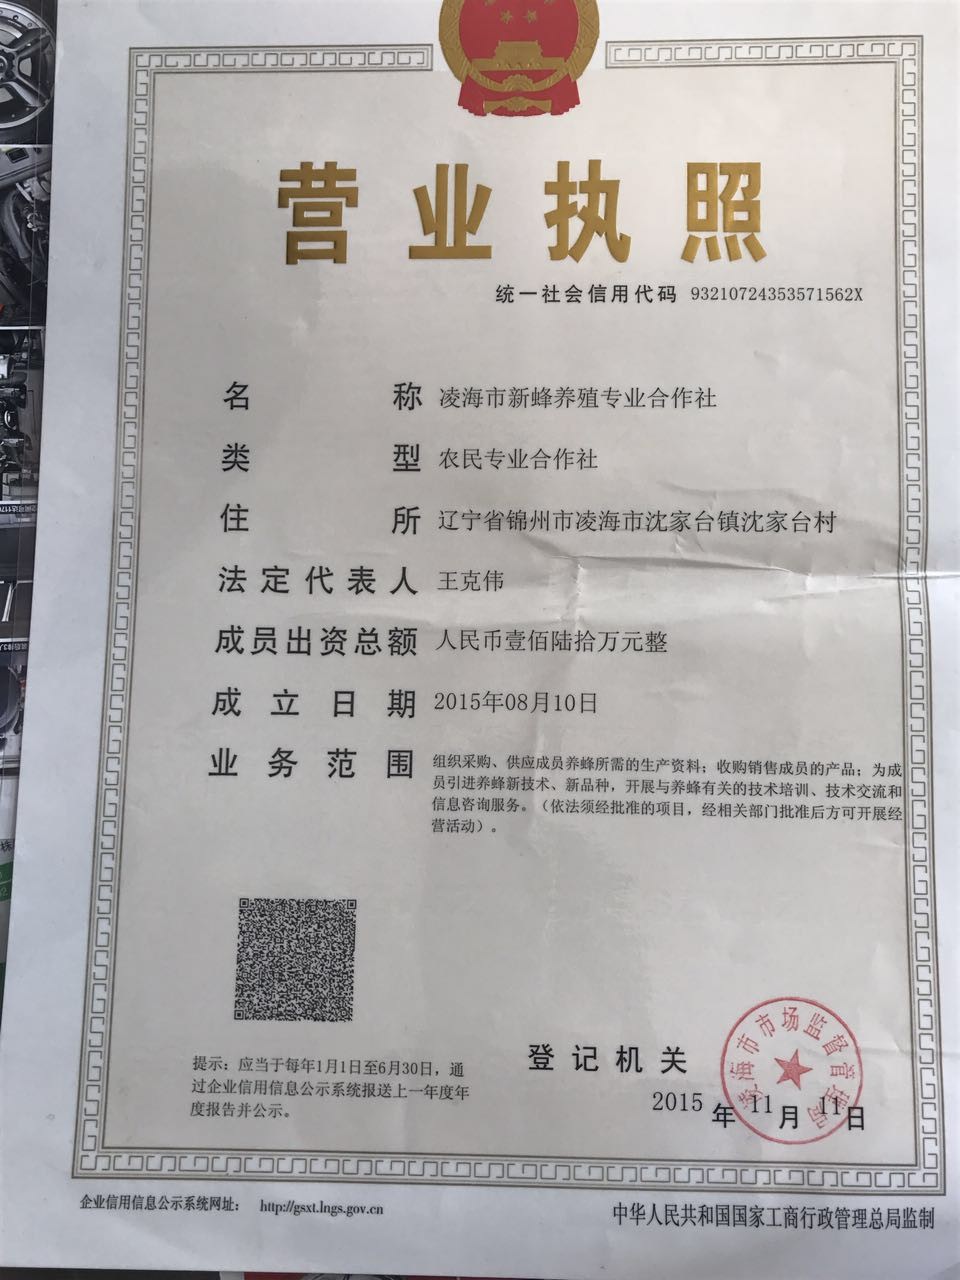 营业执照
统一社会信用代码 93210724353571562X
名称 凌海市新蜂养殖专业合作社
类型 农民专业合作社
住所 辽宁省锦州市凌海市沈家台镇沈家台村
法定代表人 王克伟
成员出资总额 人民币壹佰陆拾万元整
成立日期 2015年08月10日
业务范围 组织采购、供应成员养蜂所需的生产资料；收购销售成员的产品；为成
员引进养蜂新技术、新品种，开展与养蜂有关的技术培训、技术交流和
信息咨询服务。（依法须经批准的项目，经相关部门批准后方可开展经
营活动）。
提示：应当于每年1月1日至6月30日，通
过企业信用信息公示系统报送上一年度年
度报告并公示。
登记机关
凌海市市场监督管理局
2015年11月11日
企业信用信息公示系统网址： http://gsxt.lngs.gov.cn
中华人民共和国国家工商行政管理总局监制